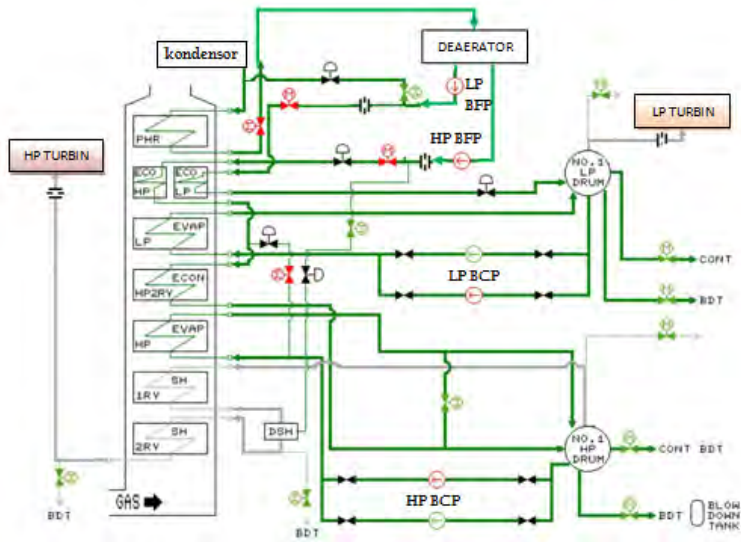 kondensor
DEAERATOR
LP
BFP
HP BFP
LP TURBIN
HP TURBIN
PHR
ECO
HP
ECO
LP
NO.1
LP
DRUM
EVAP
LP
ECON
HP2RY
EVAP
HP
SH
1RY
SH
2RY
DSH
LP BCP
CONT
BDT
NO.1
HP
DRUM
CONT BDT
HP BCP
BDT
BLOW
DOWN
TANK
GAS
BDT
BDT